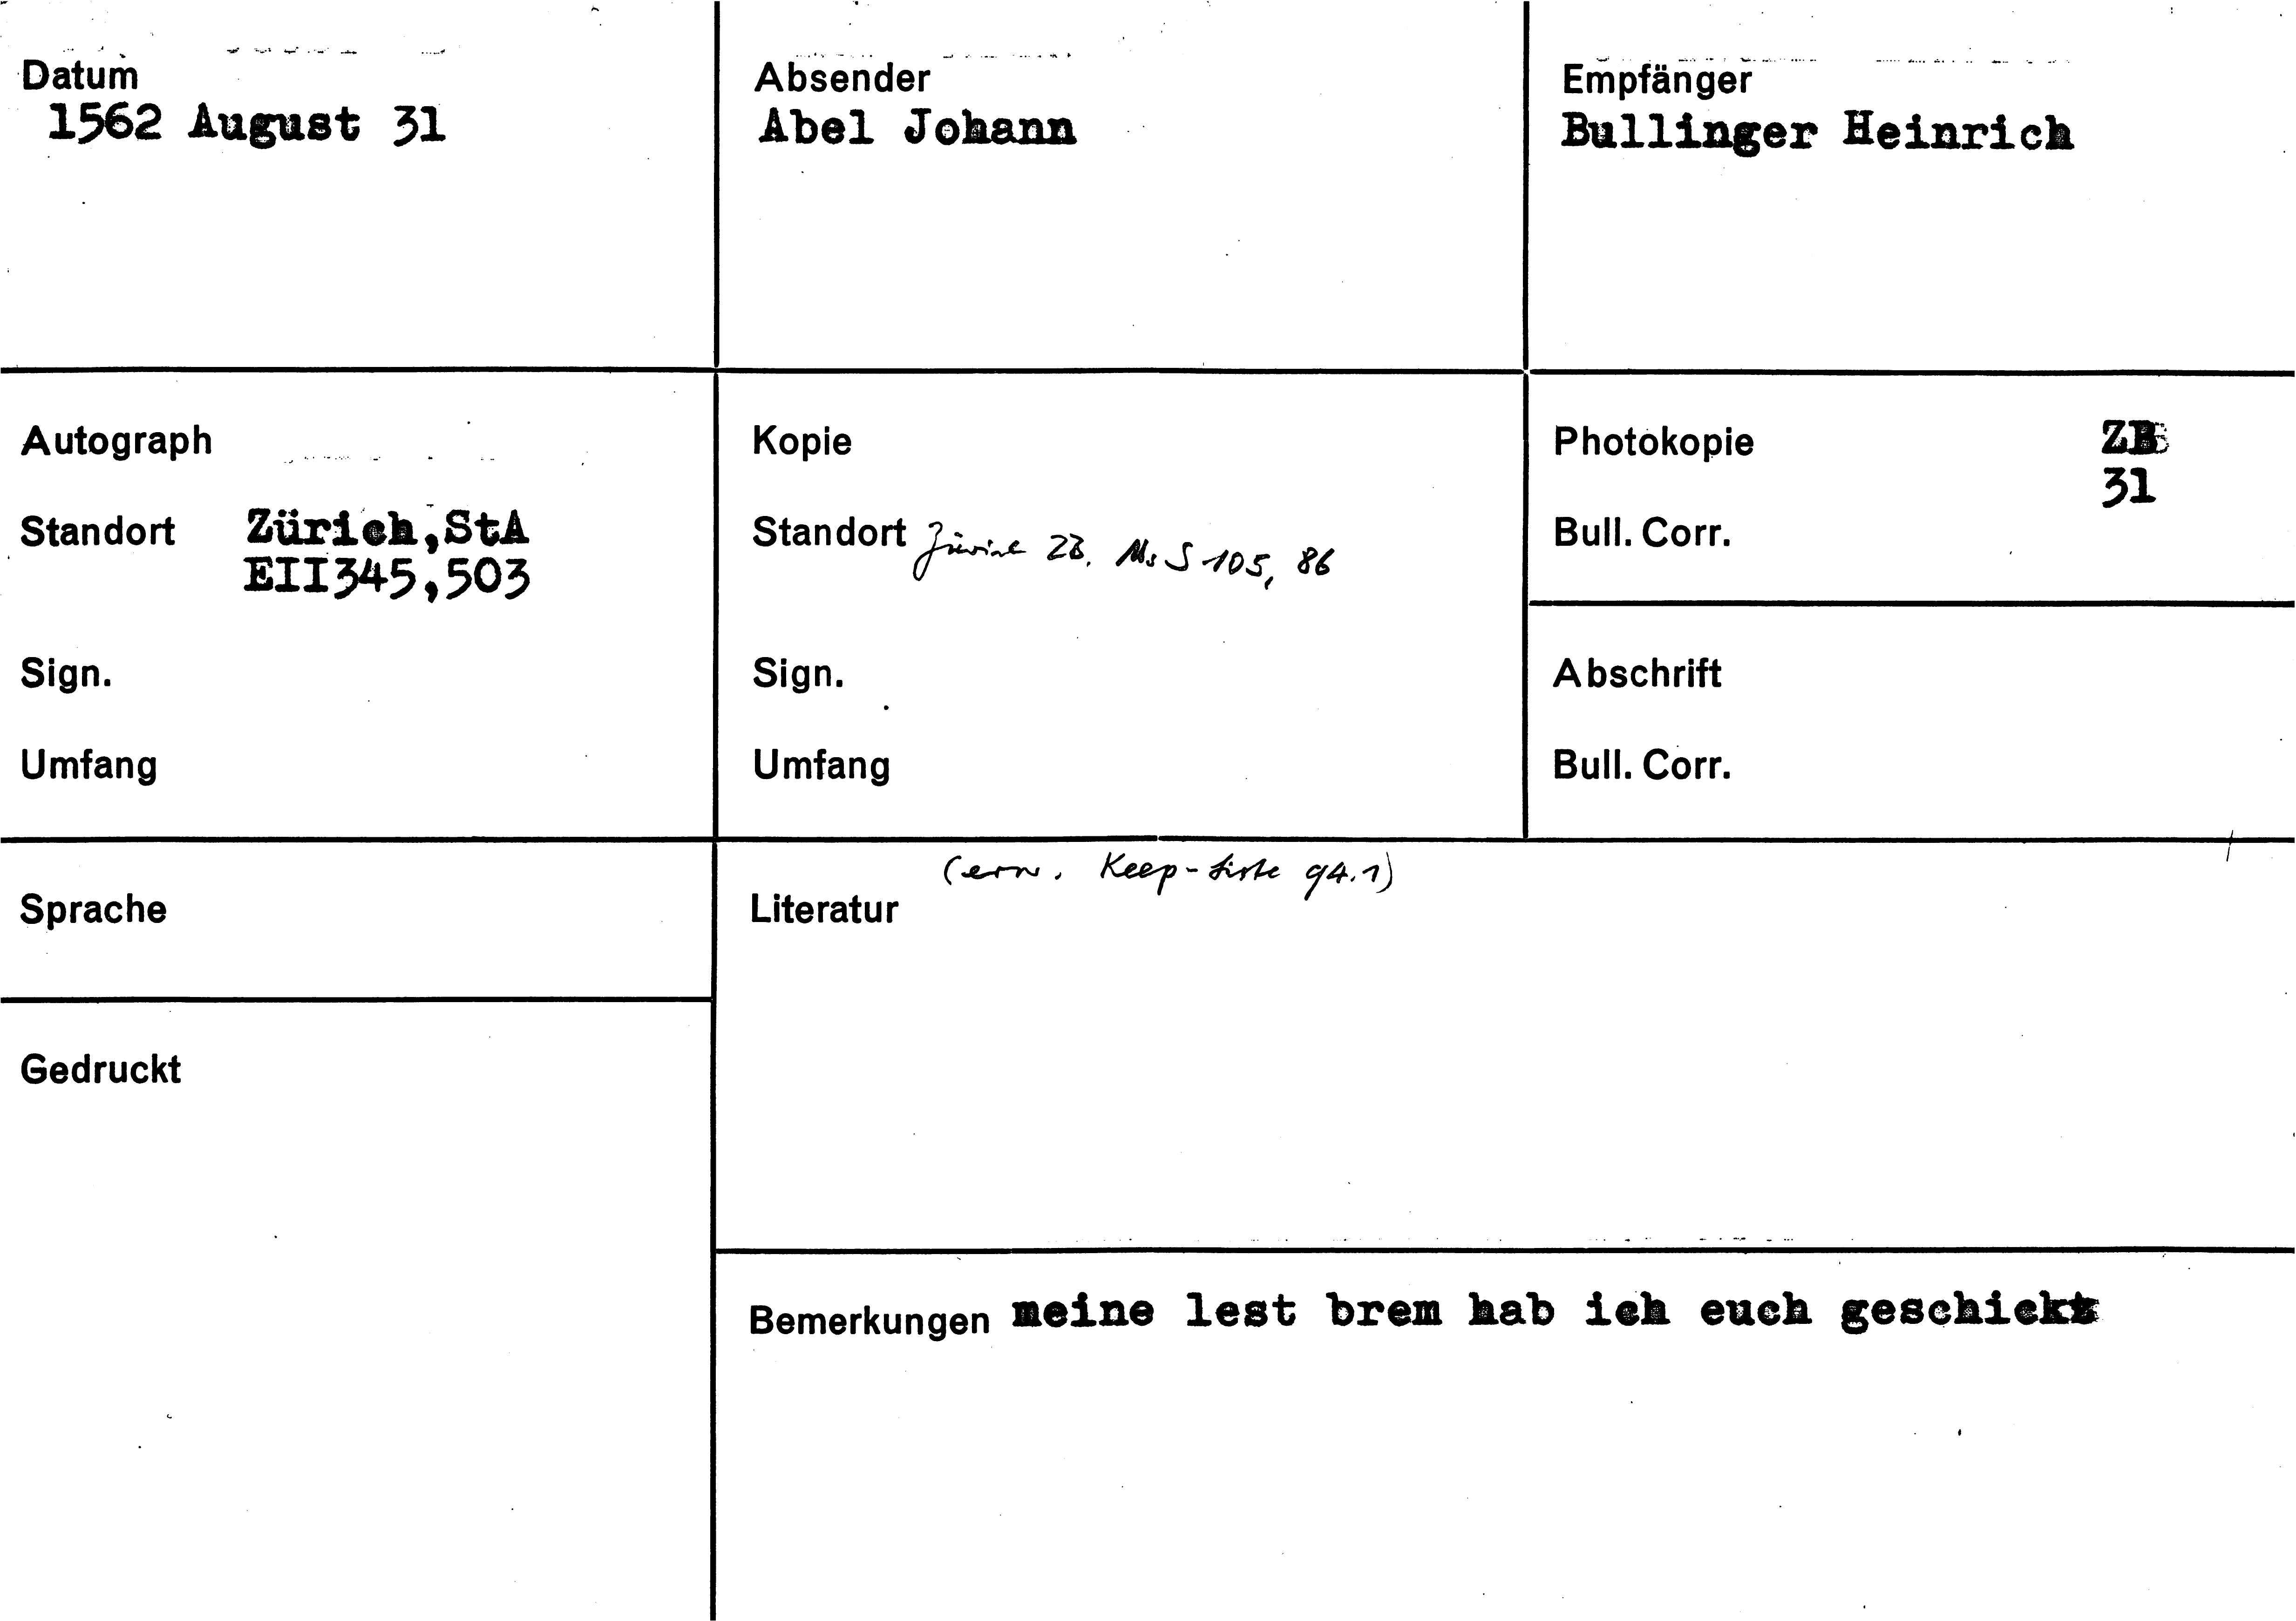 Datum
1562 August 31
Absender
Abel Johann
Empfänger
Bullinger Heinrich
Autograph
Standort Zürich,StA
EII345,503
Sign.
Umfang
Kopie
Standort Zürich ZB. Ms S 105, 86
Sign.
Umfang
Photokopie ZB
31
Bull. Corr.
Abschrift
Bull. Corr.
Sprache
Gedruckt
(erw. Keep-Liste 94.1)
Literatur
Bemerkungen meine lest brem hab ich euch geschickt